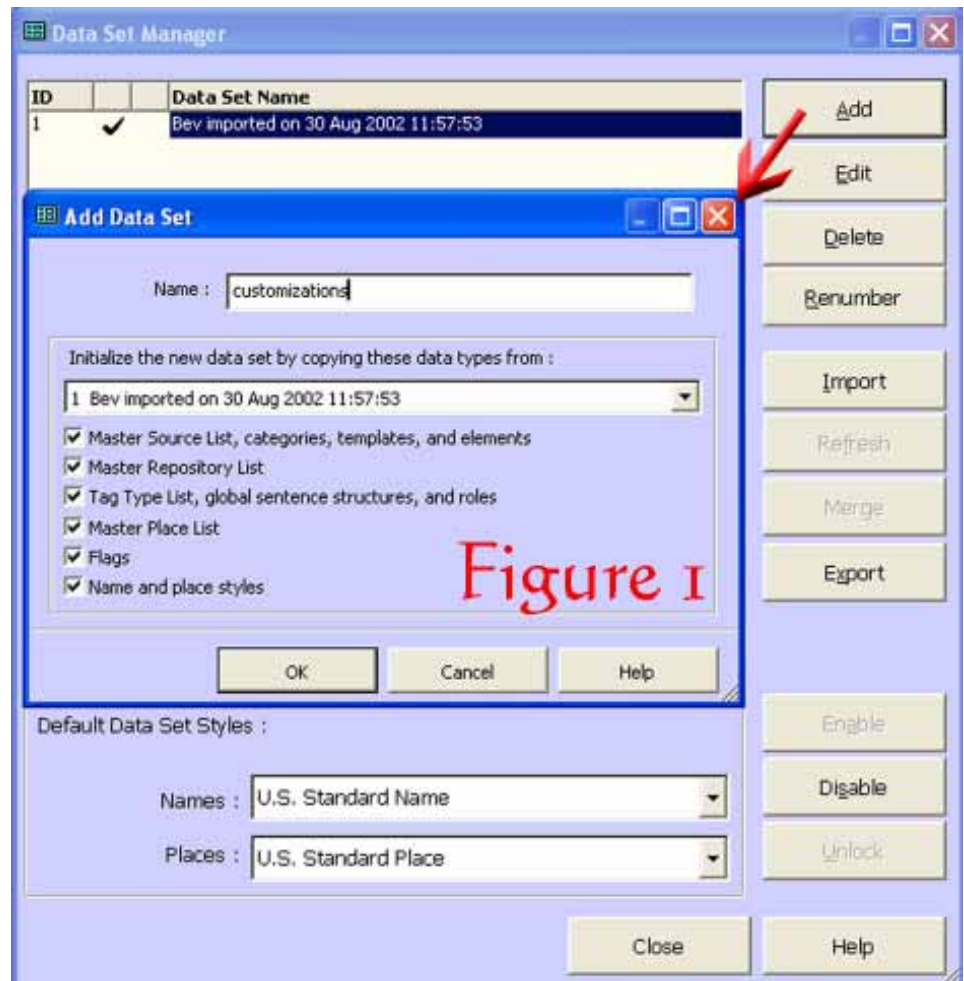 Data Set Manager
ID Data Set Name
1 Bev imported on 30 Aug 2002 11:57:53
Add
Edit
Delete
Renumber
Import
Refresh
Merge
Export
Enable
Disable
Unlock
Add Data Set
Name : customizations
Initialize the new data set by copying these data types from :
1 Bev imported on 30 Aug 2002 11:57:53
Master Source List, categories, templates, and elements
Master Repository List
Tag Type List, global sentence structures, and roles
Master Place List
Flags
Name and place styles
Figure 1
OK Cancel Help
Default Data Set Styles :
Names : U.S. Standard Name
Places : U.S. Standard Place
Close Help